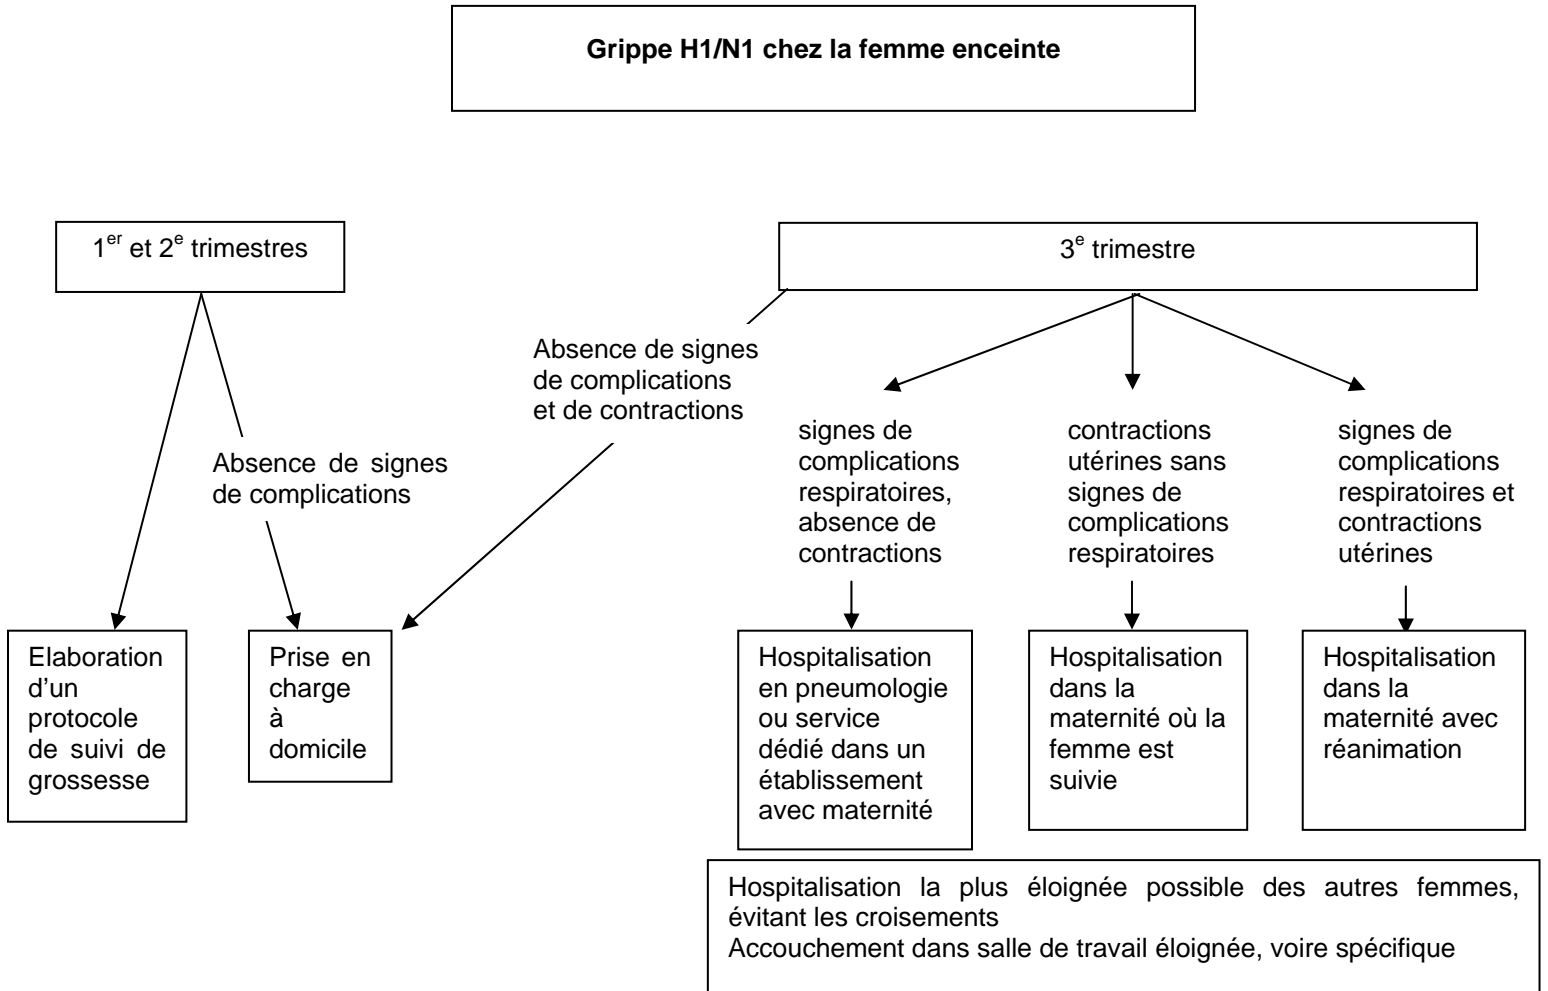 Grippe H1/N1 chez la femme enceinte
1er et 2e trimestres
3e trimestre
Absence de signes
de complications
et de contractions
Absence de signes
de complications
signes de
complications
respiratoires,
absence de
contractions
contractions
utérines sans
signes de
complications
respiratoires
signes de
complications
respiratoires et
contractions
utérines
Elaboration
d'un
protocole
de suivi de
grossesse
Prise en
charge
à
domicile
Hospitalisation
en pneumologie
ou service
dédié dans un
établissement
avec maternité
Hospitalisation
dans la
maternité où la
femme est
suivie
Hospitalisation
dans la
maternité avec
réanimation
Hospitalisation la plus éloignée possible des autres femmes,
évitant les croisements
Accouchement dans salle de travail éloignée, voire spécifique